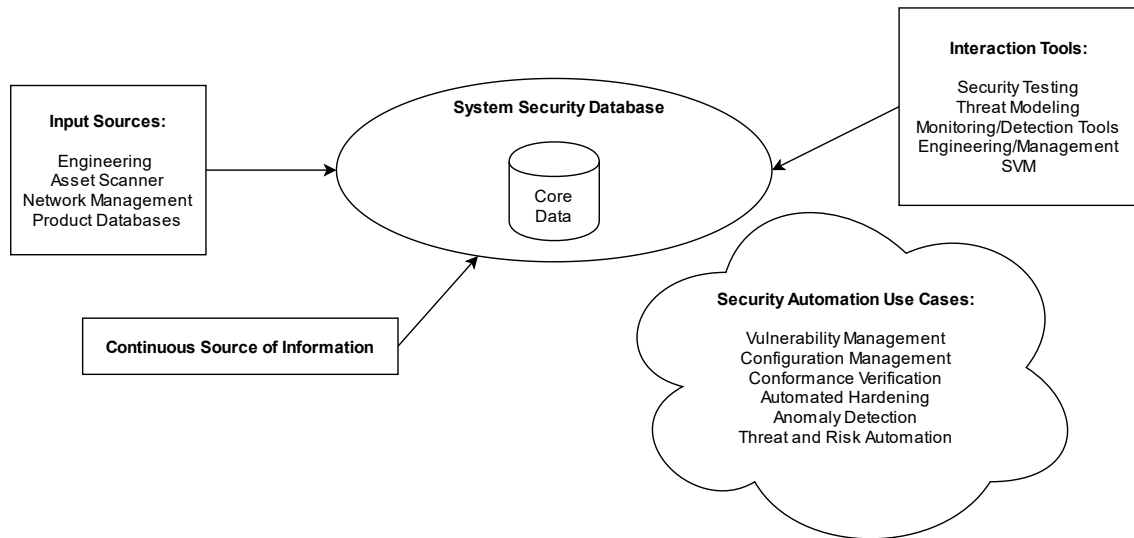 Input Sources:
Engineering
Asset Scanner
Network Management
Product Databases
System Security Database
Core
Data
Interaction Tools:
Security Testing
Threat Modeling
Monitoring/Detection Tools
Engineering/Management
SVM
Continuous Source of Information
Security Automation Use Cases:
Vulnerability Management
Configuration Management
Conformance Verification
Automated Hardening
Anomaly Detection
Threat and Risk Automation